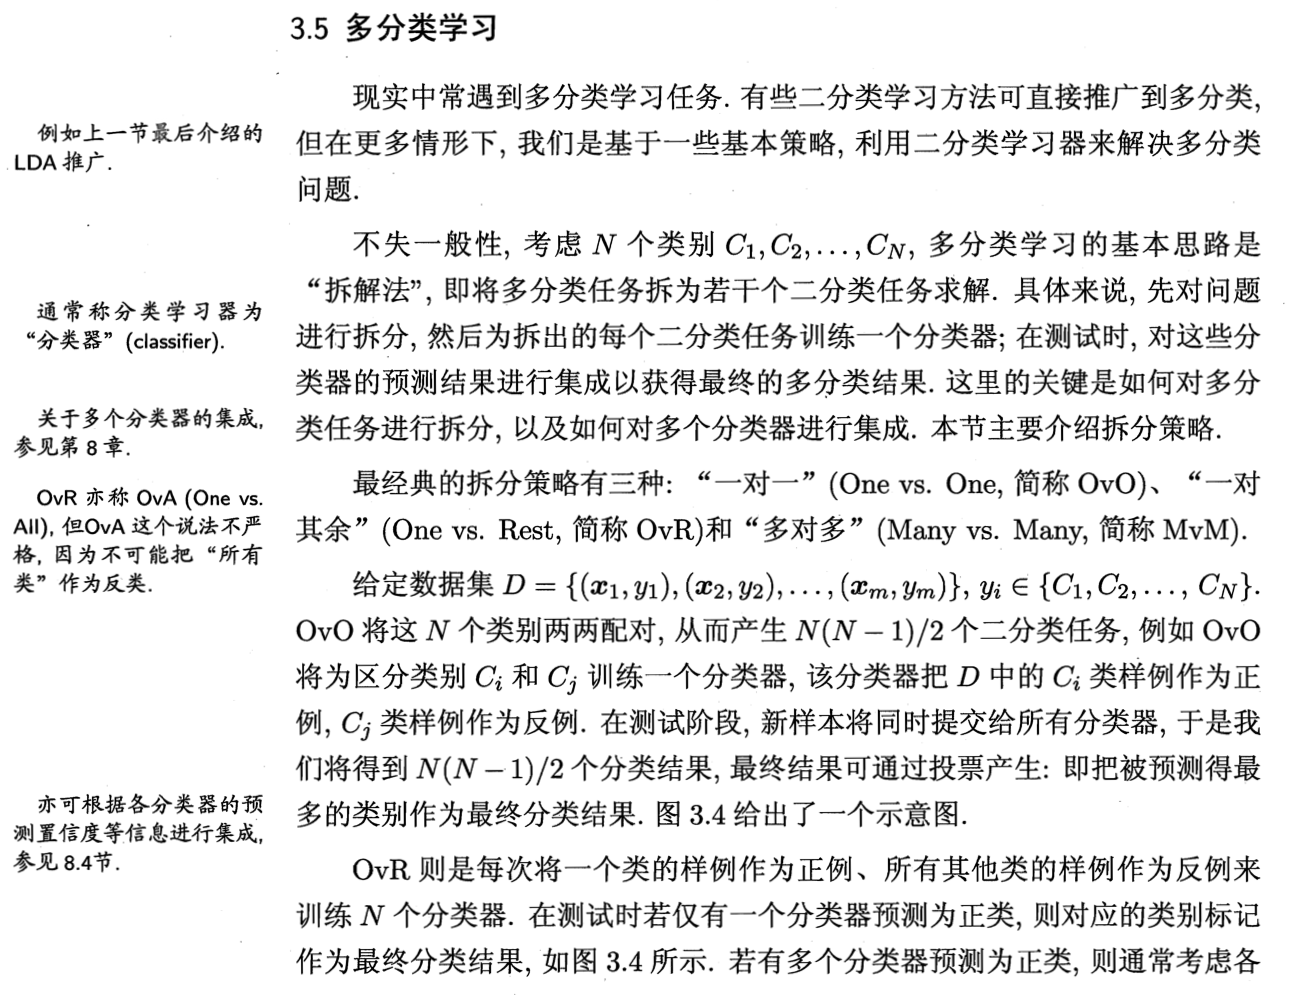 3.5 多分类学习
现实中常遇到多分类学习任务. 有些二分类学习方法可直接推广到多分类,
例如上一节最后介绍的
LDA 推广.
但在更多情形下, 我们是基于一些基本策略, 利用二分类学习器来解决多分类
问题.
不失一般性, 考虑 N 个类别 C₁, C₂, . . . , C_N, 多分类学习的基本思路是
“拆解法”, 即将多分类任务拆为若干个二分类任务求解. 具体来说, 先对问题
通常称分类学习器为
“分类器” (classifier).
进行拆分, 然后为拆出的每个二分类任务训练一个分类器; 在测试时, 对这些分
类器的预测结果进行集成以获得最终的多分类结果. 这里的关键是如何对多分
关于多个分类器的集成,
参见第 8 章.
类任务进行拆分, 以及如何对多个分类器进行集成. 本节主要介绍拆分策略.
最经典的拆分策略有三种: “一对一” (One vs. One, 简称 OvO)、“一对
其余” (One vs. Rest, 简称 OvR)和 “多对多” (Many vs. Many, 简称 MvM).
OvR 亦称 OvA (One vs.
All), 但OvA 这个说法不严
格, 因为不可能把 “所有
类” 作为反类.
给定数据集 D = {(x₁, y₁), (x₂, y₂), . . . , (x_m, y_m)}, y_i ∈ {C₁, C₂, . . . , C_N}.
OvO 将这 N 个类别两两配对, 从而产生 N(N − 1)/2 个二分类任务, 例如 OvO
将为区分类别 C_i 和 C_j 训练一个分类器, 该分类器把 D 中的 C_i 类样例作为正
例, C_j 类样例作为反例. 在测试阶段, 新样本将同时提交给所有分类器, 于是我
们将得到 N(N − 1)/2 个分类结果, 最终结果可通过投票产生: 即把被预测得最
多的类别作为最终分类结果. 图 3.4 给出了一个示意图.
亦可根据各分类器的预
测置信度等信息进行集成,
参见 8.4节.
OvR 则是每次将一个类的样例作为正例、所有其他类的样例作为反例来
训练 N 个分类器. 在测试时若仅有一个分类器预测为正类, 则对应的类别标记
作为最终分类结果, 如图 3.4 所示. 若有多个分类器预测为正类, 则通常考虑各